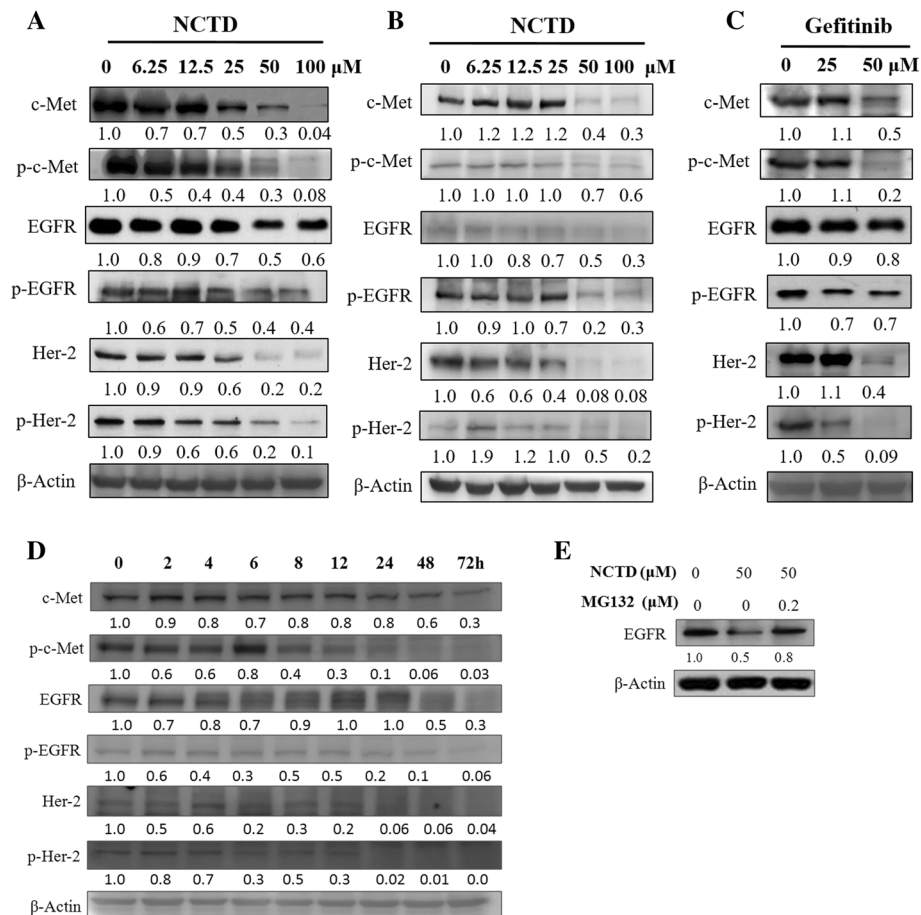 A
NCTD
0 6.25 12.5 25 50 100 μM
c-Met
1.0 0.7 0.7 0.5 0.3 0.04
p-c-Met
1.0 0.5 0.4 0.4 0.3 0.08
EGFR
1.0 0.8 0.9 0.7 0.5 0.6
p-EGFR
1.0 0.6 0.7 0.5 0.4 0.4
Her-2
1.0 0.9 0.9 0.6 0.2 0.2
p-Her-2
1.0 0.9 0.6 0.6 0.2 0.1
β-Actin
B
NCTD
0 6.25 12.5 25 50 100 μM
c-Met
1.0 1.2 1.2 1.2 0.4 0.3
p-c-Met
1.0 1.0 1.0 1.0 0.7 0.6
EGFR
1.0 1.0 0.8 0.7 0.5 0.3
p-EGFR
1.0 0.9 1.0 0.7 0.2 0.3
Her-2
1.0 0.6 0.6 0.4 0.08 0.08
p-Her-2
1.0 1.9 1.2 1.0 0.5 0.2
β-Actin
C
Gefitinib
0 25 50 μM
c-Met
1.0 1.1 0.5
p-c-Met
1.0 1.1 0.2
EGFR
1.0 0.9 0.8
p-EGFR
1.0 0.7 0.7
Her-2
1.0 1.1 0.4
p-Her-2
1.0 0.5 0.09
β-Actin
D
0 2 4 6 8 12 24 48 72h
c-Met
1.0 0.9 0.8 0.7 0.8 0.8 0.8 0.6 0.3
p-c-Met
1.0 0.6 0.6 0.8 0.4 0.3 0.1 0.06 0.03
EGFR
1.0 0.7 0.8 0.7 0.9 1.0 1.0 0.5 0.3
p-EGFR
1.0 0.6 0.4 0.3 0.5 0.5 0.2 0.1 0.06
Her-2
1.0 0.5 0.6 0.2 0.3 0.2 0.06 0.06 0.04
p-Her-2
1.0 0.8 0.7 0.3 0.5 0.3 0.02 0.01 0.0
β-Actin
E
NCTD (μM) 0 50 50
MG132 (μM) 0 0 0.2
EGFR
1.0 0.5 0.8
β-Actin